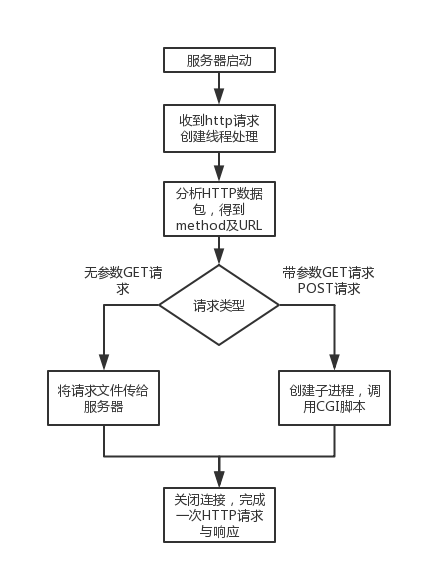 服务器启动
收到http请求
创建线程处理
分析HTTP数据
包，得到
method及URL
无参数GET请
求
带参数GET请求
POST请求
请求类型
将请求文件传给
服务器
创建子进程，调
用CGI脚本
关闭连接，完成
一次HTTP请求
与响应